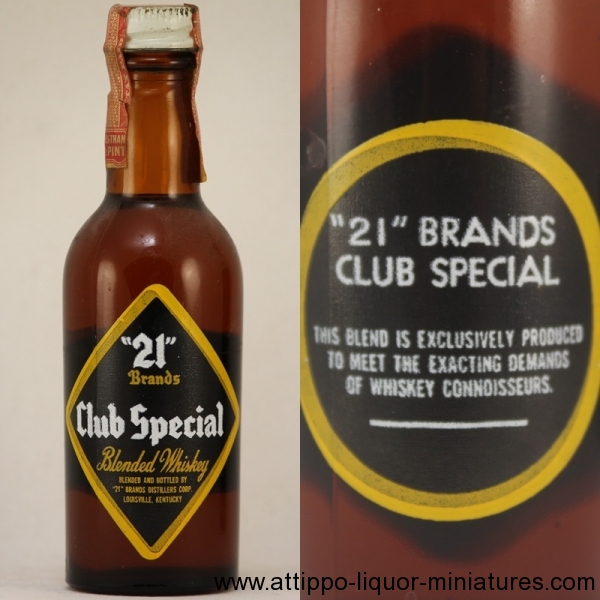 "21"
Brands
Club Special
Blended Whiskey
BLENDED AND BOTTLED BY
"21" BRANDS DISTILLERS CORP.
LOUISVILLE, KENTUCKY
PINT
"21" BRANDS
CLUB SPECIAL
THIS BLEND IS EXCLUSIVELY PRODUCED
TO MEET THE EXACTING DEMANDS
OF WHISKEY CONNOISSEURS.
www.attippo-liquor-miniatures.com